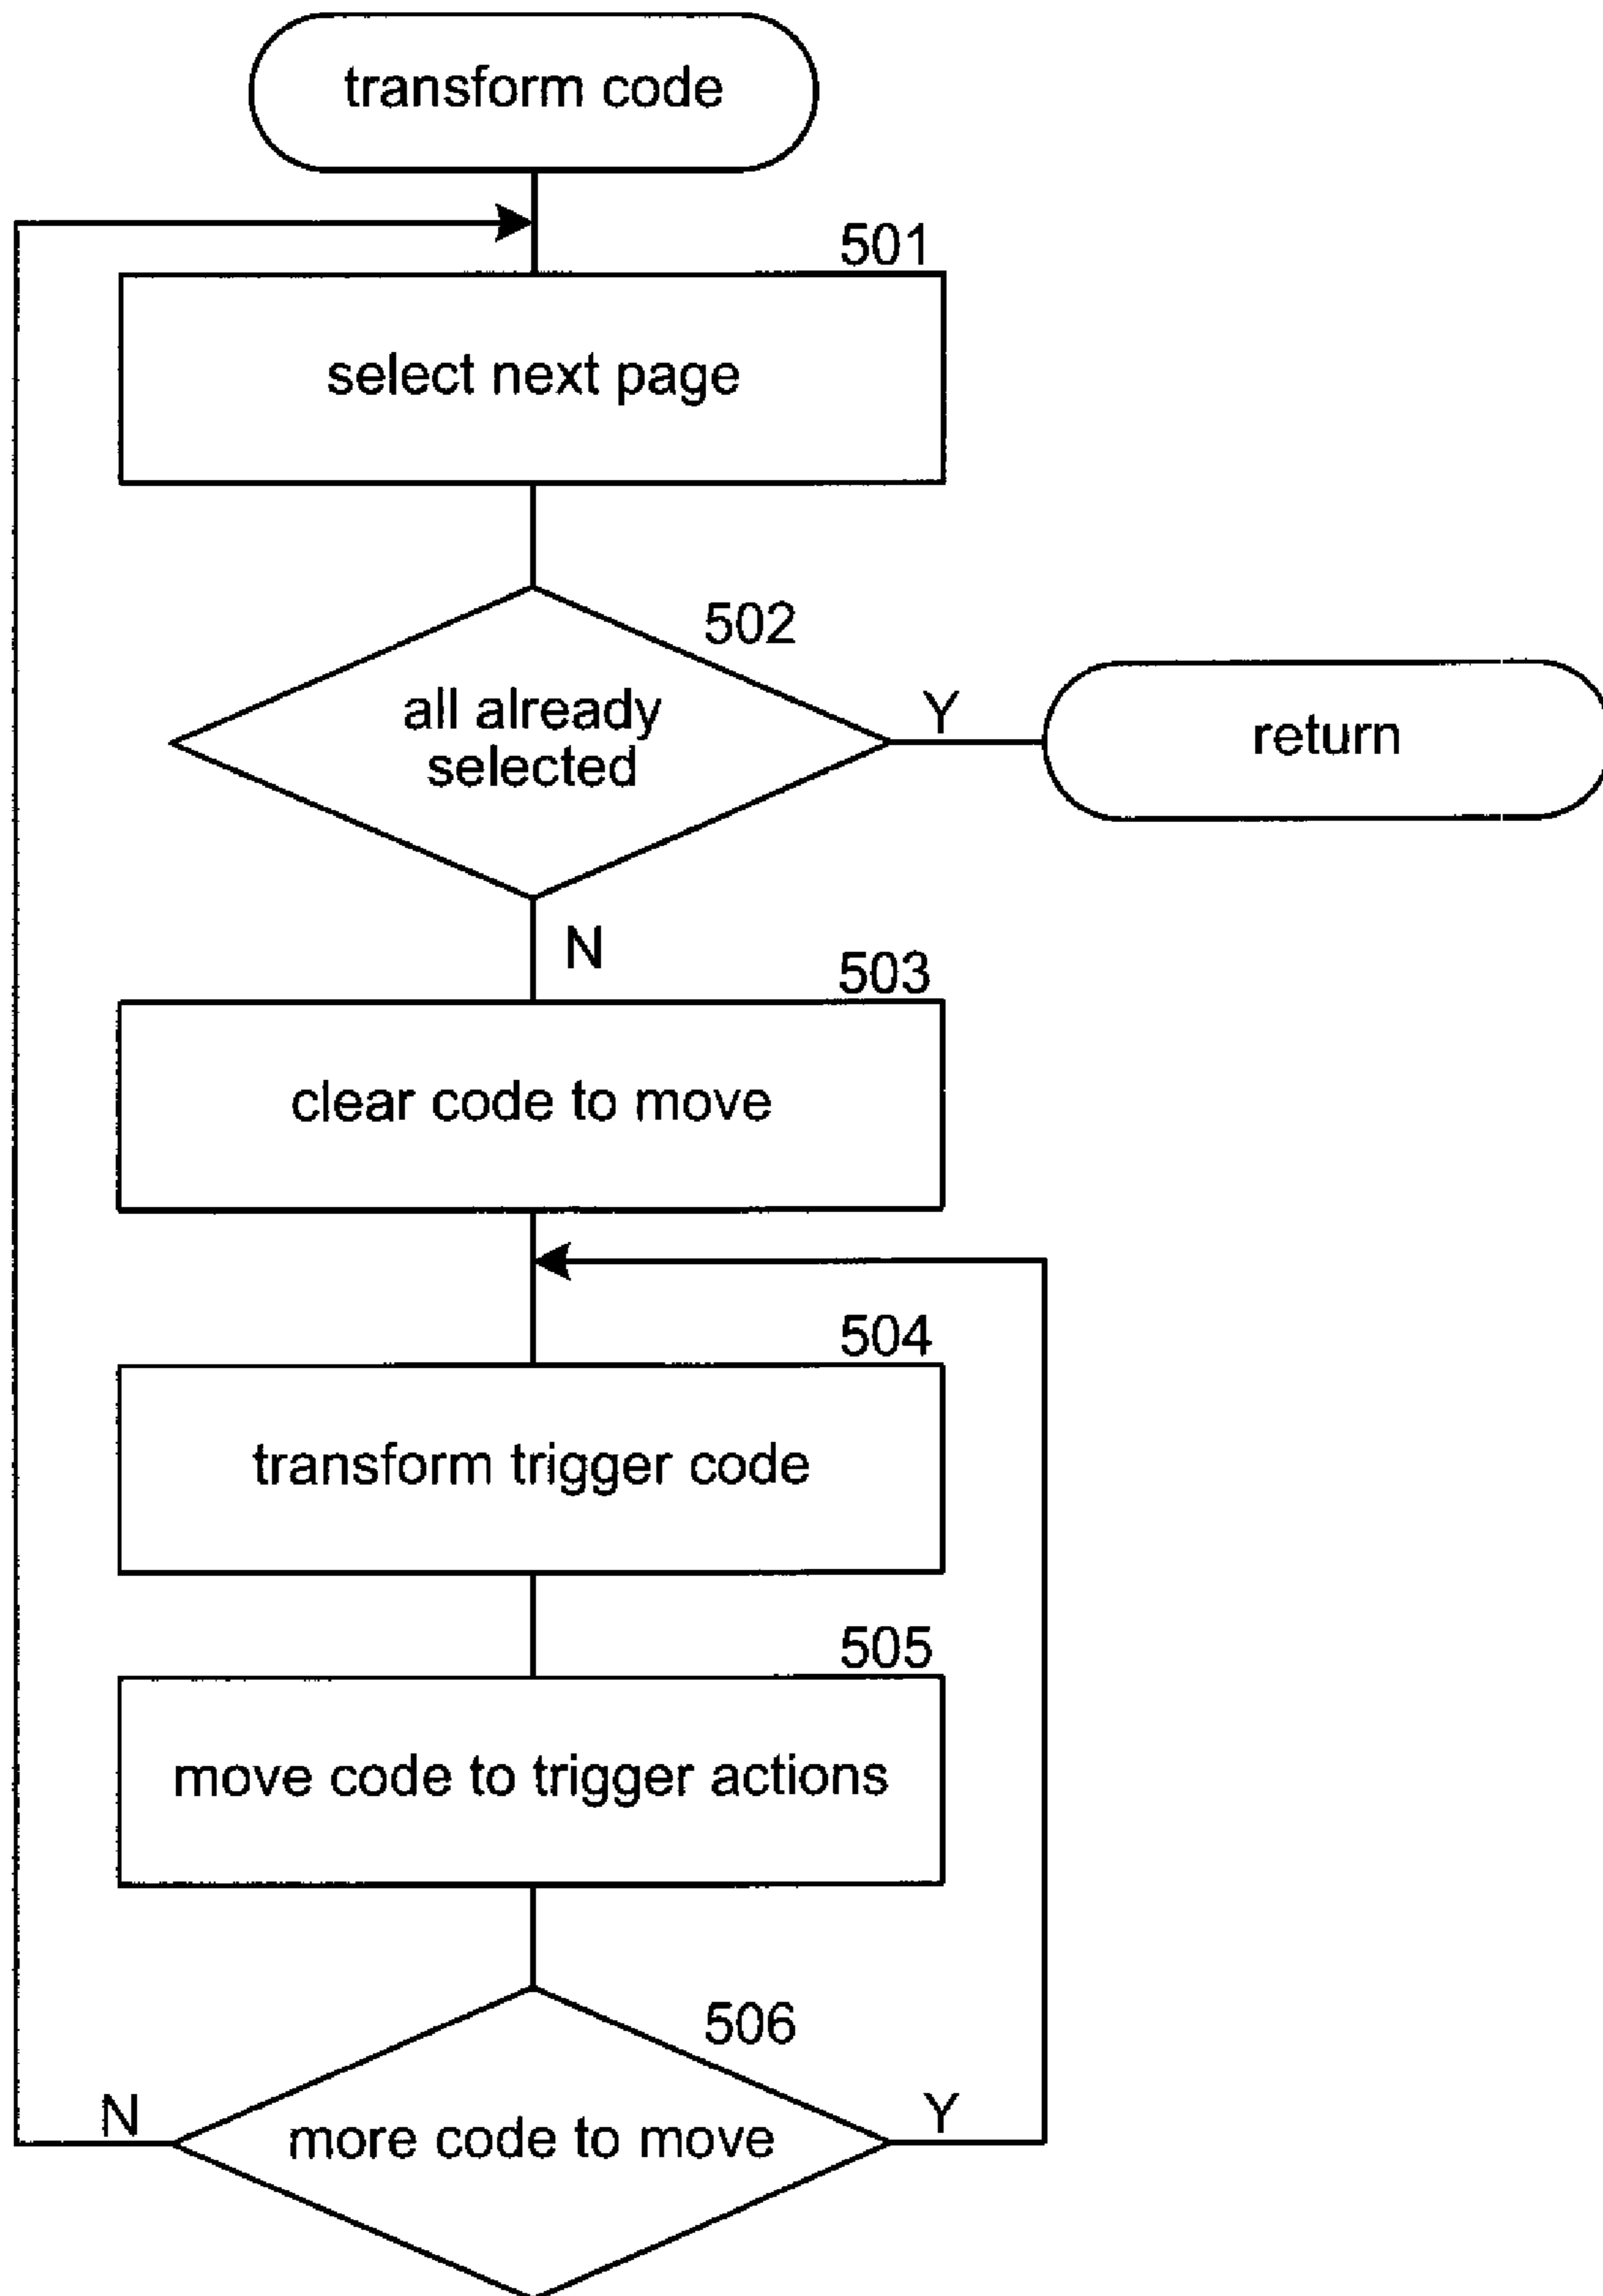 transform code
501
select next page
502
all already
selected
Y
return
N
503
clear code to move
504
transform trigger code
505
move code to trigger actions
506
N
more code to move
Y